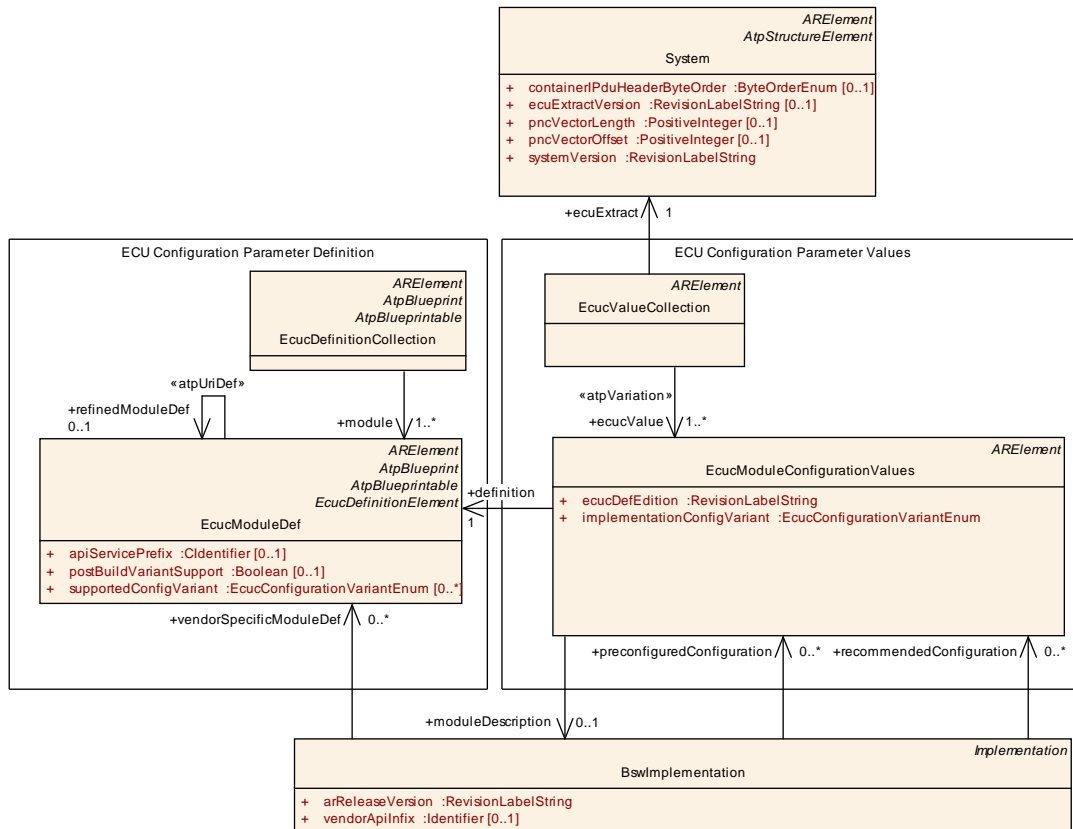 ARElement
AtpStructureElement
System
+ containerIPduHeaderByteOrder :ByteOrderEnum [0..1]
+ ecuExtractVersion :RevisionLabelString [0..1]
+ pncVectorLength :PositiveInteger [0..1]
+ pncVectorOffset :PositiveInteger [0..1]
+ systemVersion :RevisionLabelString
+ecuExtract 1
ECU Configuration Parameter Definition
ECU Configuration Parameter Values
ARElement
AtpBlueprint
AtpBlueprintable
EcucDefinitionCollection
ARElement
EcucValueCollection
«atpUriDef»
+refinedModuleDef
0..1
+module 1..*
«atpVariation»
+ecucValue 1..*
ARElement
AtpBlueprint
AtpBlueprintable
EcucDefinitionElement
EcucModuleDef
+ apiServicePrefix :CIdentifier [0..1]
+ postBuildVariantSupport :Boolean [0..1]
+ supportedConfigVariant :EcucConfigurationVariantEnum [0..*]
+definition
1
ARElement
EcucModuleConfigurationValues
+ ecucDefEdition :RevisionLabelString
+ implementationConfigVariant :EcucConfigurationVariantEnum
+vendorSpecificModuleDef 0..*
+preconfiguredConfiguration 0..*
+recommendedConfiguration 0..*
+moduleDescription 0..1
Implementation
BswImplementation
+ arReleaseVersion :RevisionLabelString
+ vendorApiInfix :Identifier [0..1]